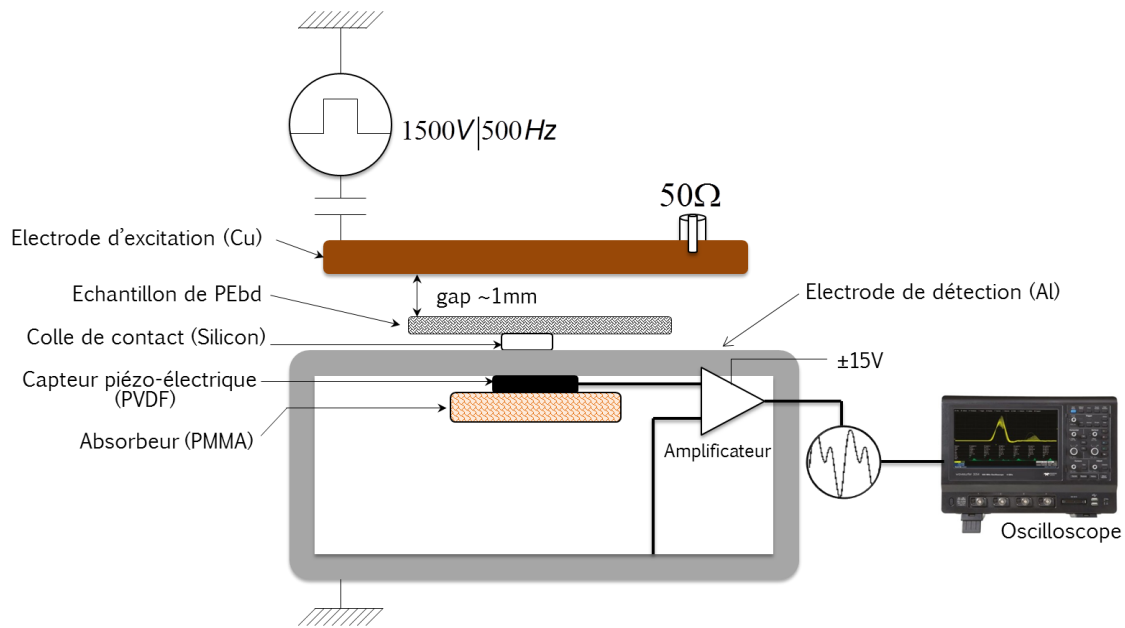 1500V|500Hz
50Ω
Electrode d'excitation (Cu)
Echantillon de PEbd
gap ~1mm
Electrode de détection (Al)
Colle de contact (Silicon)
±15V
Capteur piézo-électrique
(PVDF)
Absorbeur (PMMA)
Amplificateur
Oscilloscope